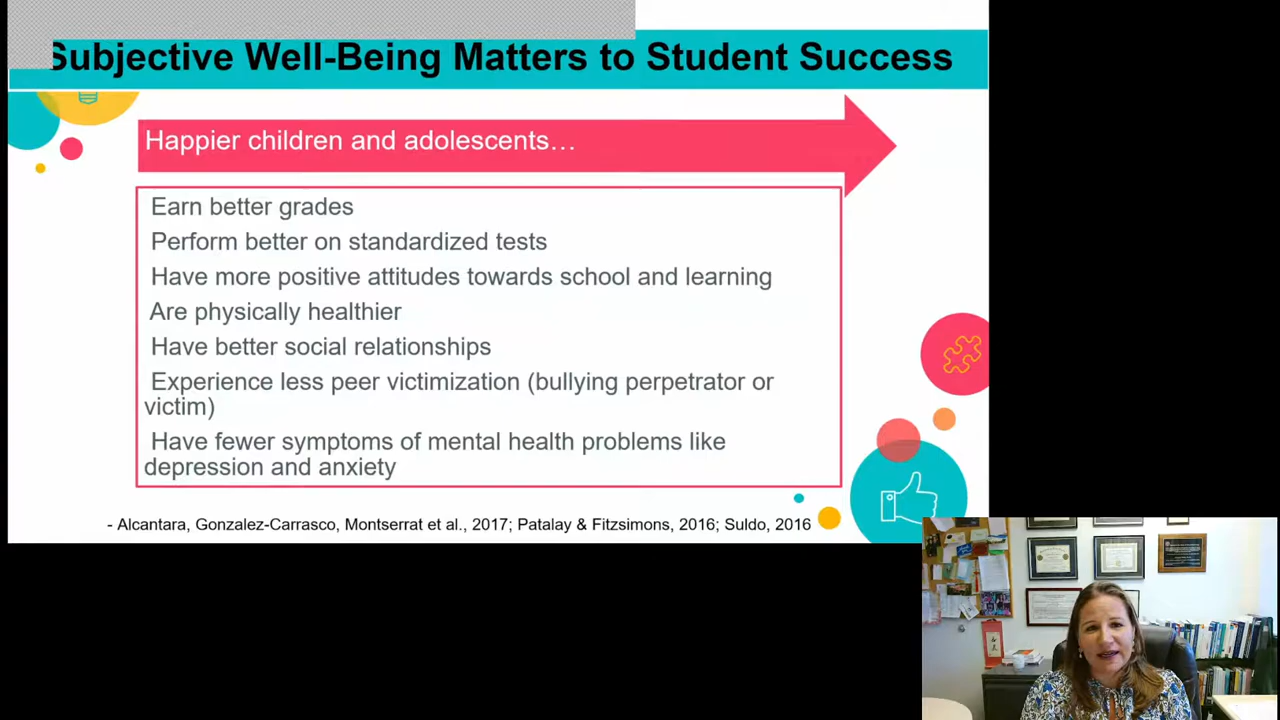 Subjective Well-Being Matters to Student Success
Happier children and adolescents…
Earn better grades
Perform better on standardized tests
Have more positive attitudes towards school and learning
Are physically healthier
Have better social relationships
Experience less peer victimization (bullying perpetrator or
victim)
Have fewer symptoms of mental health problems like
depression and anxiety
- Alcantara, Gonzalez-Carrasco, Montserrat et al., 2017; Patalay & Fitzsimons, 2016; Suldo, 2016